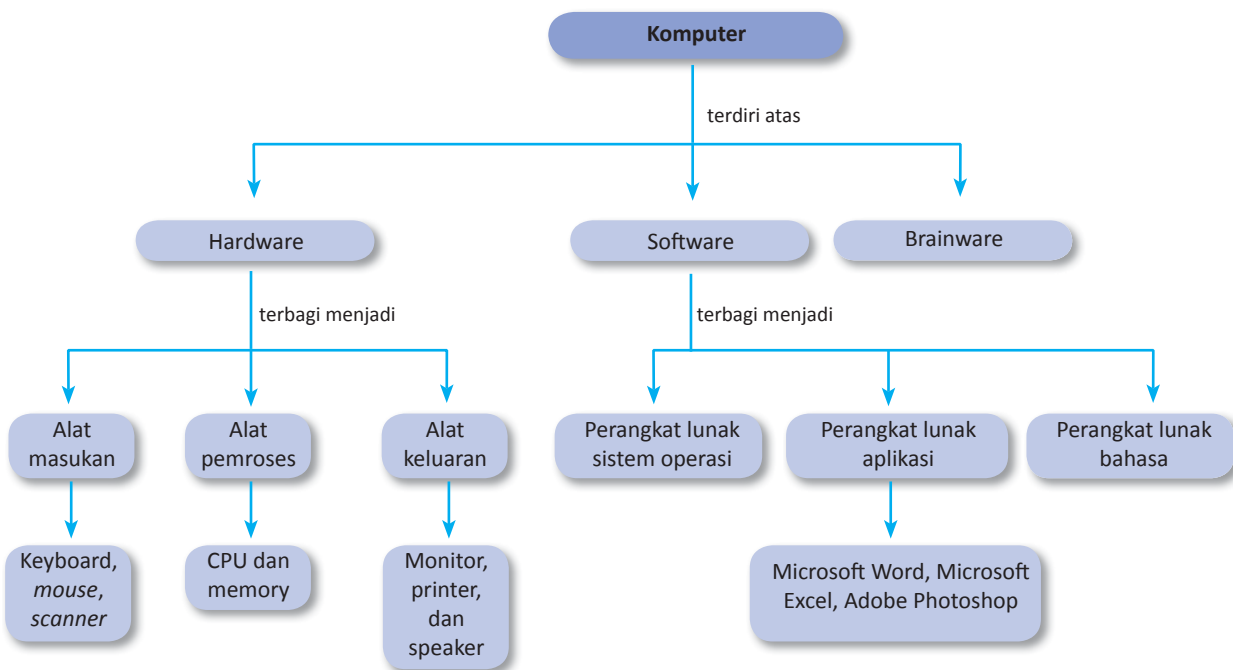 Komputer
terdiri atas
Hardware
Software
Brainware
terbagi menjadi
terbagi menjadi
Alat
masukan
Alat
pemroses
Alat
keluaran
Perangkat lunak
sistem operasi
Perangkat lunak
aplikasi
Perangkat lunak
bahasa
Keyboard,
mouse,
scanner
CPU dan
memory
Monitor,
printer,
dan
speaker
Microsoft Word, Microsoft
Excel, Adobe Photoshop